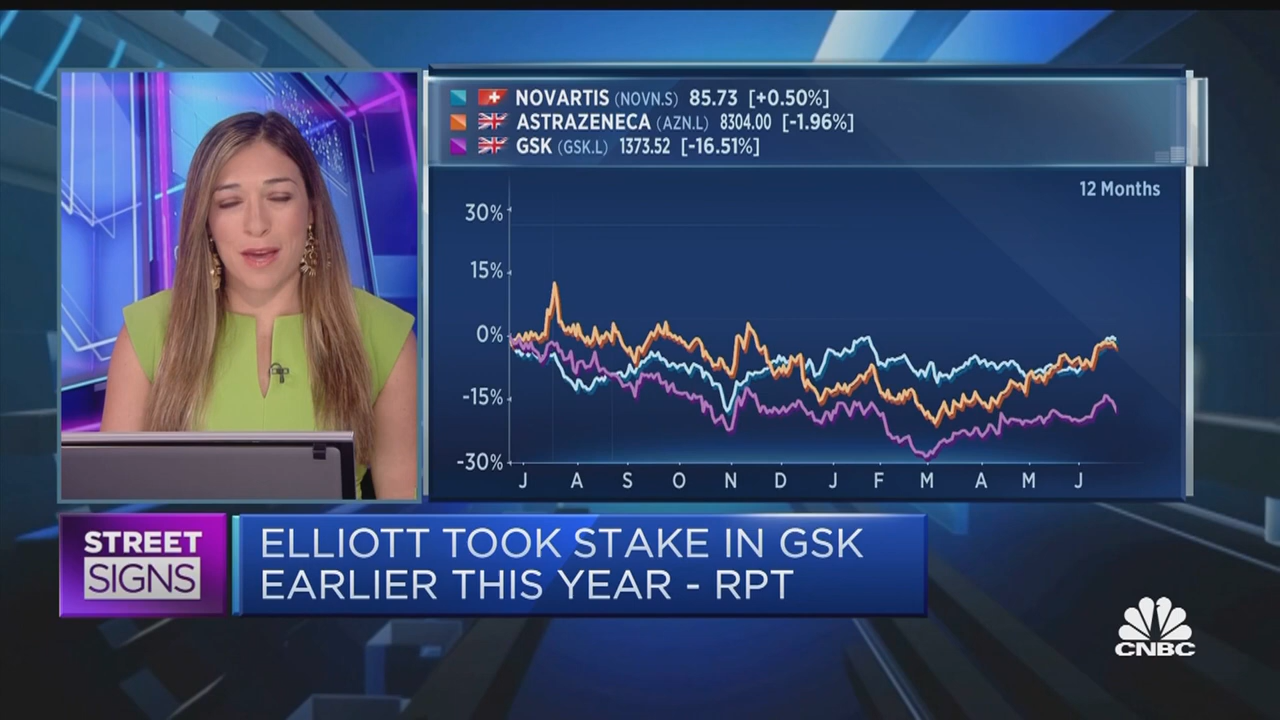 NOVARTIS (NOVN.S) 85.73 [+0.50%]
ASTRAZENECA (AZN.L) 8304.00 [-1.96%]
GSK (GSK.L) 1373.52 [-16.51%]
12 Months
30%
15%
0%
-15%
-30%
J A S O N D J F M A M J
STREET
SIGNS
ELLIOTT TOOK STAKE IN GSK
EARLIER THIS YEAR - RPT
CNBC